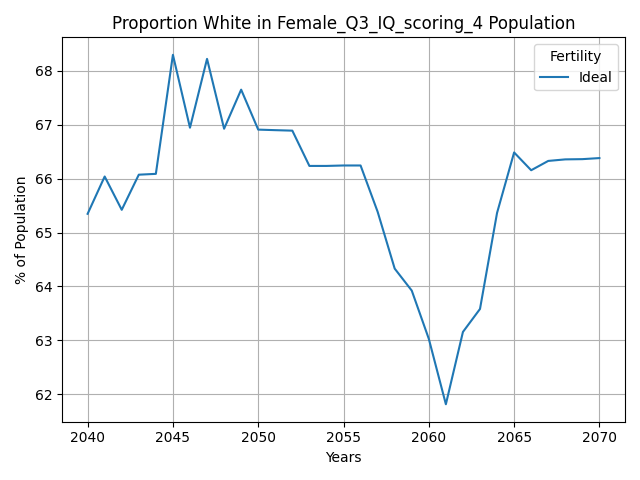 Proportion White in Female_Q3_IQ_scoring_4 Population
Fertility
Ideal
% of Population
68
67
66
65
64
63
62
2040 2045 2050 2055 2060 2065 2070
Years